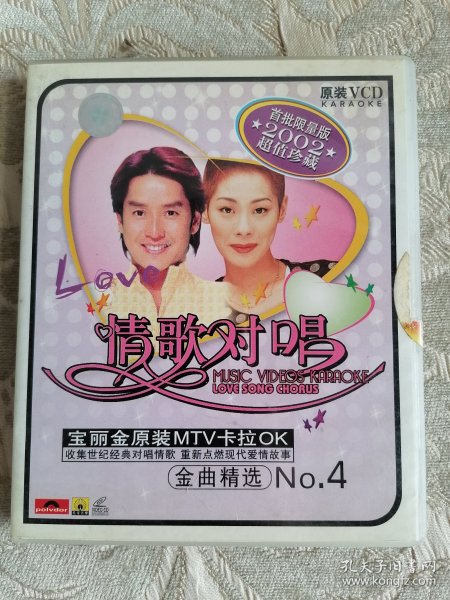 原装VCD
KARAOKE
首批限量版
2002
超值珍藏
Love
情歌对唱
MUSIC VIDEOS KARAOKE
LOVE SONG CHORUS
宝丽金原装MTV卡拉OK
收集世纪经典对唱情歌 重新点燃现代爱情故事
金曲精选 No.4
polydor
VIDEO CD
孔夫子旧书网
www.kongfz.com